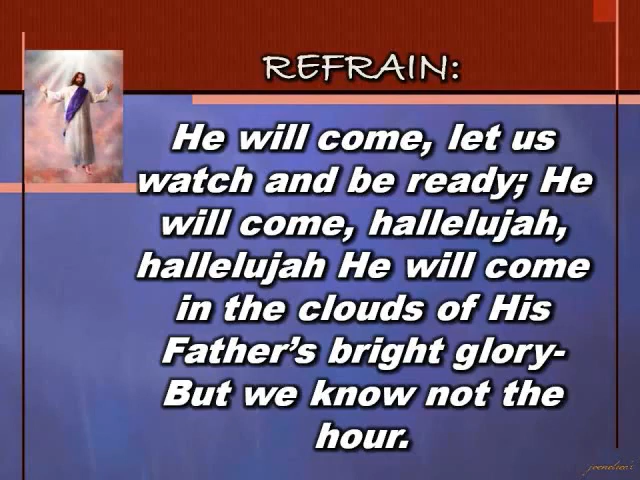 REFRAIN:
He will come, let us
watch and be ready; He
will come, hallelujah,
hallelujah He will come
in the clouds of His
Father's bright glory-
But we know not the
hour.